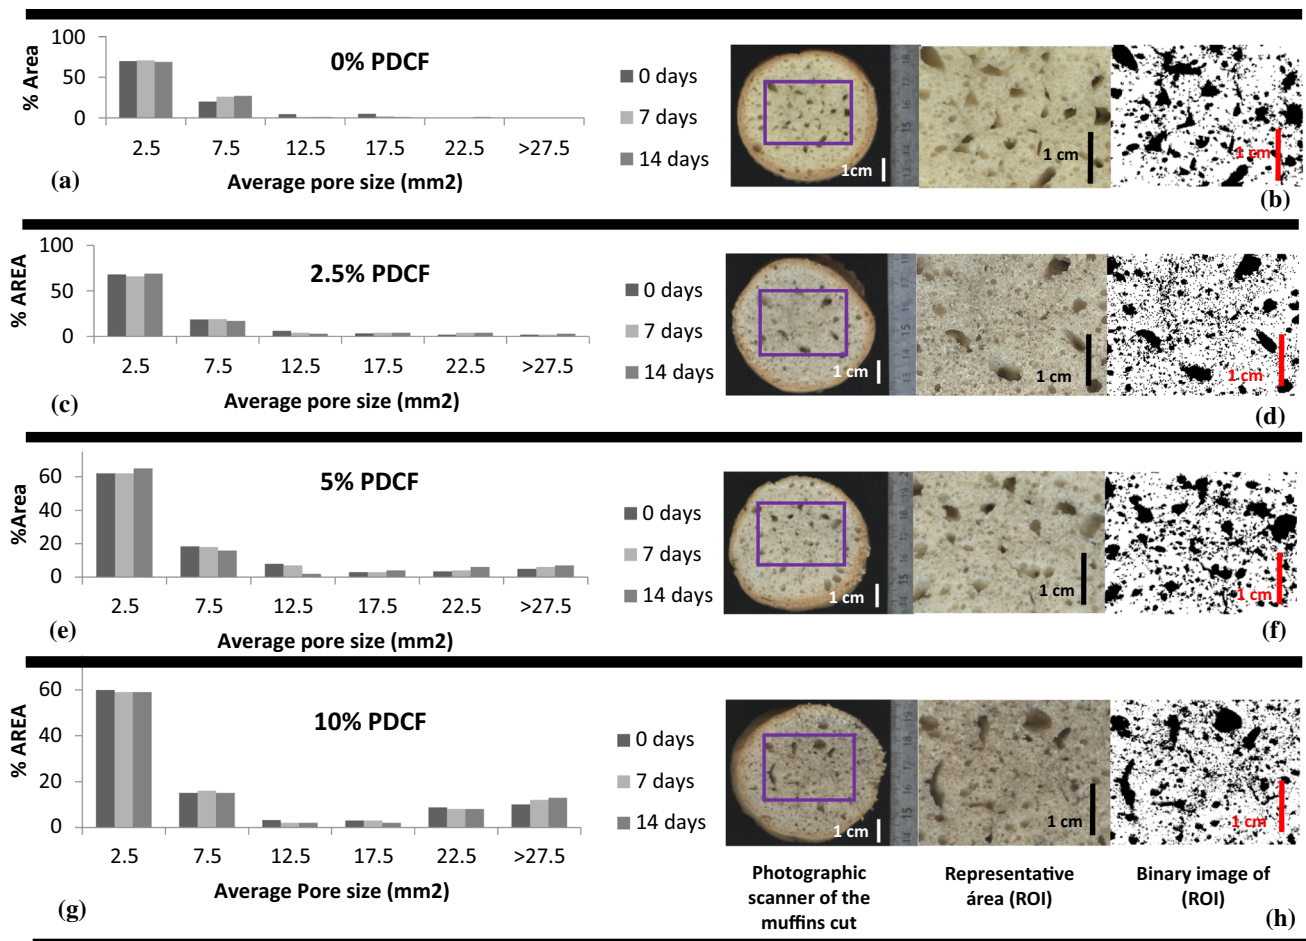 100
50
0
% Area
0% PDCF
2.5 7.5 12.5 17.5 22.5 >27.5
Average pore size (mm2)
(a)
0 days
7 days
14 days
1cm
1 cm
1 cm
(b)
100
50
0
% AREA
2.5% PDCF
2.5 7.5 12.5 17.5 22.5 >27.5
Average pore size (mm2)
(c)
0 days
7 days
14 days
1 cm
1 cm
1 cm
(d)
60
40
20
0
%Area
5% PDCF
2.5 7.5 12.5 17.5 22.5 >27.5
Average pore size (mm2)
(e)
0 days
7 days
14 days
1 cm
1 cm
1 cm
(f)
60
40
20
0
% AREA
10% PDCF
2.5 7.5 12.5 17.5 22.5 >27.5
Average Pore size (mm2)
(g)
0 days
7 days
14 days
1 cm
1 cm
1 cm
Photographic
scanner of the
muffins cut
Representative
área (ROI)
Binary image of
(ROI)
(h)